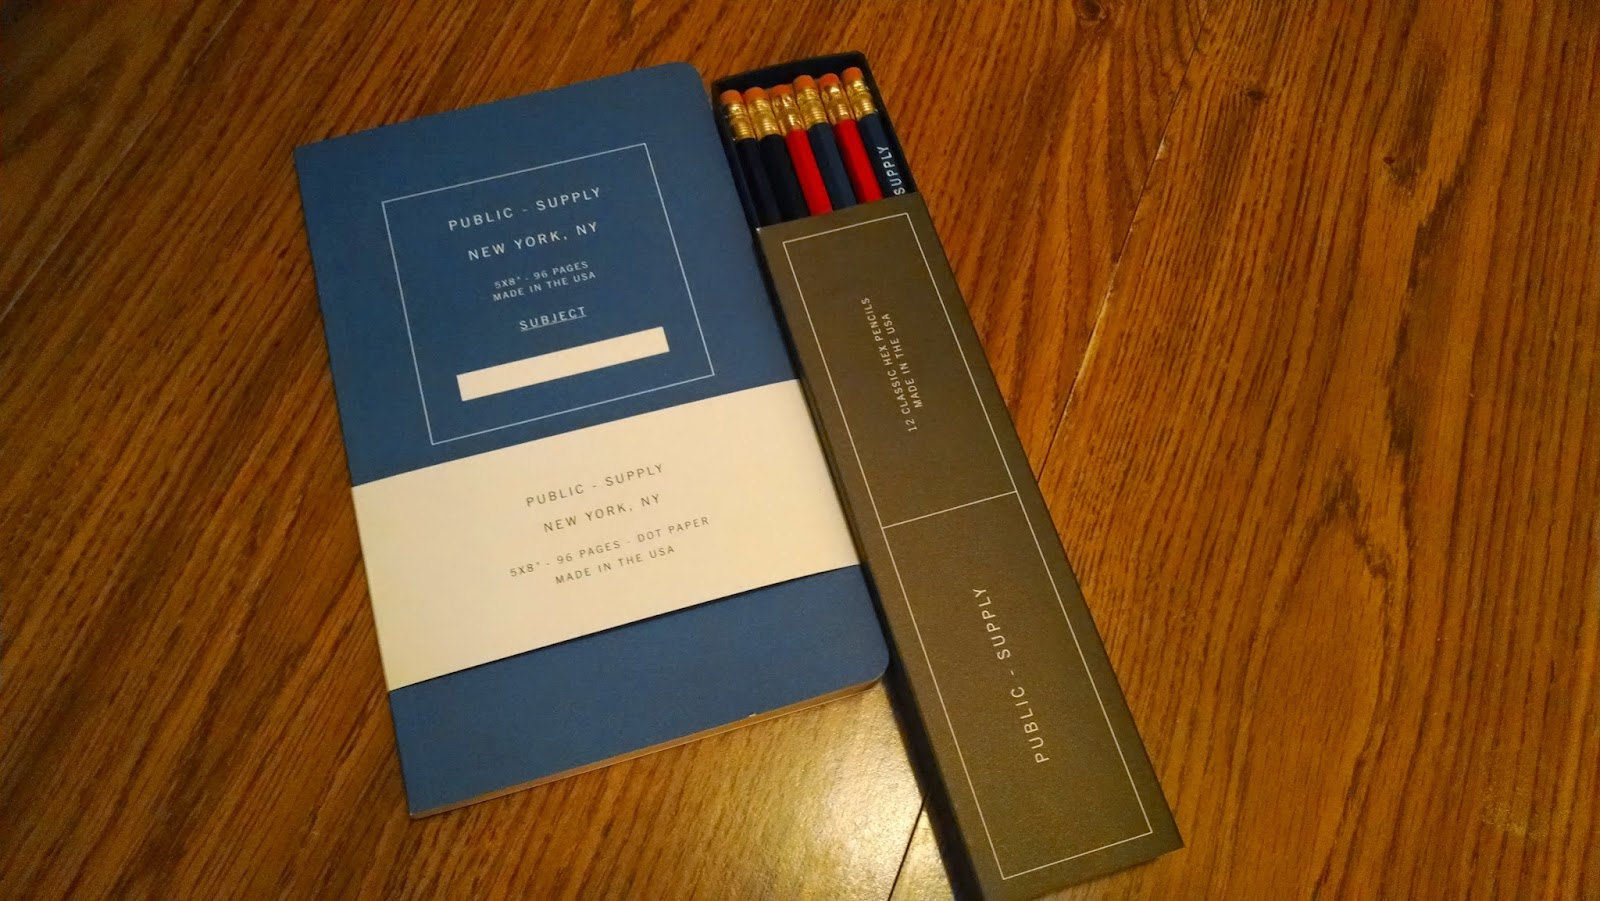 PUBLIC - SUPPLY
NEW YORK, NY
5X8" - 96 PAGES
MADE IN THE USA
SUBJECT
PUBLIC - SUPPLY
NEW YORK, NY
5X8" - 96 PAGES - DOT PAPER
MADE IN THE USA
SUPPLY
12 CLASSIC HEX PENCILS
MADE IN THE USA
PUBLIC - SUPPLY